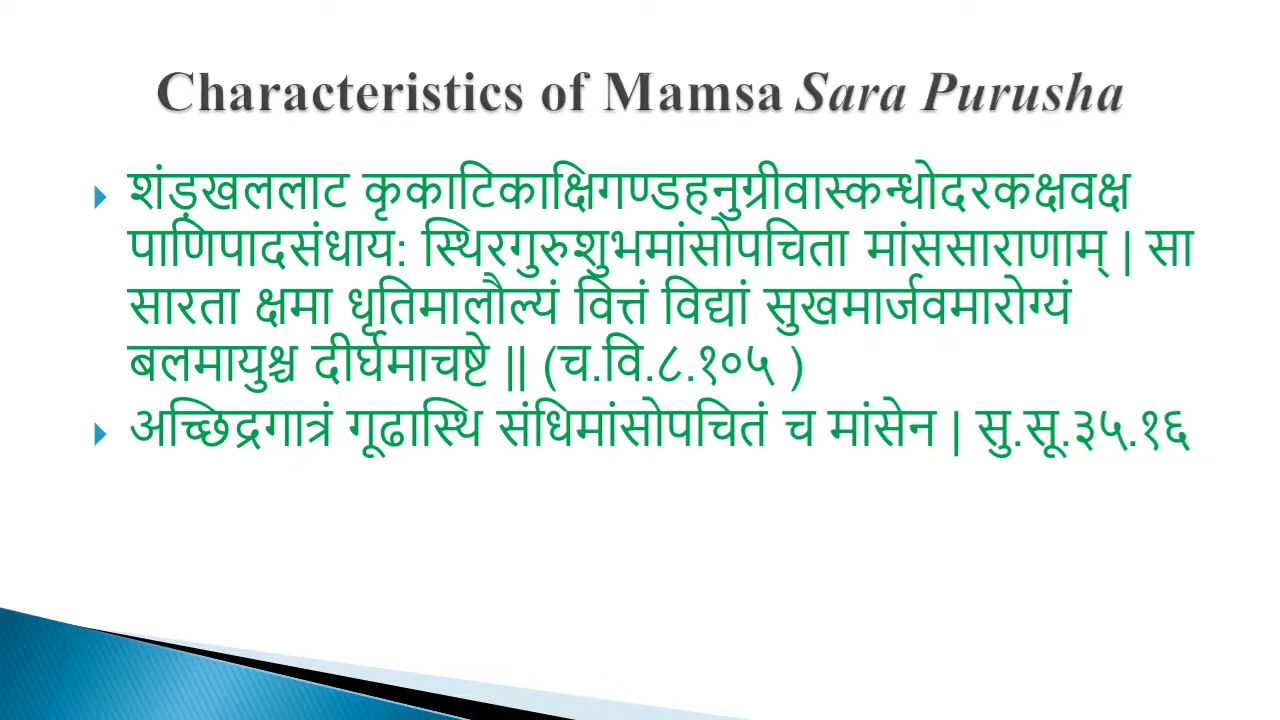 Characteristics of Mamsa Sara Purusha
शंड़खललाट कृकाटिकाक्षिगण्डहनुग्रीवास्कन्धोदरकक्षवक्ष
पाणिपादसंधाय: स्थिरगुरुशुभमांसोपचिता मांससाराणाम् | सा
सारता क्षमा धृतिमालौल्यं वित्तं विद्यां सुखमार्जवमारोग्यं
बलमायुश्च दीर्घमाचष्टे || (च.वि.८.१०५ )
अच्छिद्रगात्रं गूढास्थि संधिमांसोपचितं च मांसेन | सु.सू.३५.१६